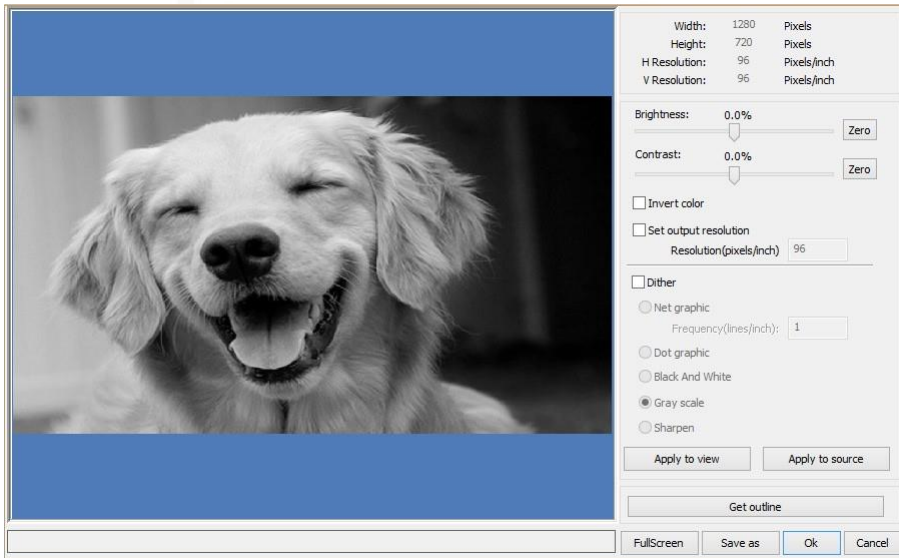 Width: 1280 Pixels
Height: 720 Pixels
H Resolution: 96 Pixels/inch
V Resolution: 96 Pixels/inch
Brightness: 0.0%
Zero
Contrast: 0.0%
Zero
Invert color
Set output resolution
Resolution(pixels/inch) 96
Dither
Net graphic
Frequency(lines/inch): 1
Dot graphic
Black And White
Gray scale
Sharpen
Apply to view Apply to source
Get outline
FullScreen Save as Ok Cancel